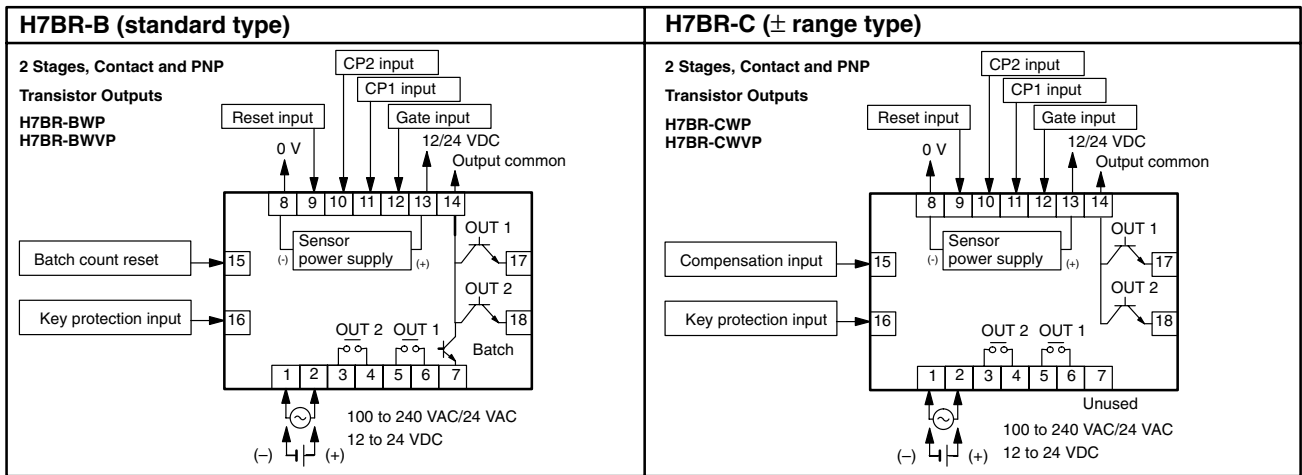 H7BR-B (standard type)
2 Stages, Contact and PNP
Transistor Outputs
H7BR-BWP
H7BR-BWVP
CP2 input
CP1 input
Reset input
Gate input
0 V
12/24 VDC
Output common
8 9 10 11 12 13 14
OUT 1
Sensor
power supply
(-)
(+)
Batch count reset
15
17
OUT 2
Key protection input
16
18
OUT 2 OUT 1
Batch
1 2 3 4 5 6 7
100 to 240 VAC/24 VAC
12 to 24 VDC
(–) (+)
H7BR-C (± range type)
2 Stages, Contact and PNP
Transistor Outputs
H7BR-CWP
H7BR-CWVP
CP2 input
CP1 input
Reset input
Gate input
0 V
12/24 VDC
Output common
8 9 10 11 12 13 14
OUT 1
Sensor
power supply
(-)
(+)
Compensation input
15
17
OUT 2
Key protection input
16
18
OUT 2 OUT 1
1 2 3 4 5 6 7
Unused
100 to 240 VAC/24 VAC
(–) (+) 12 to 24 VDC